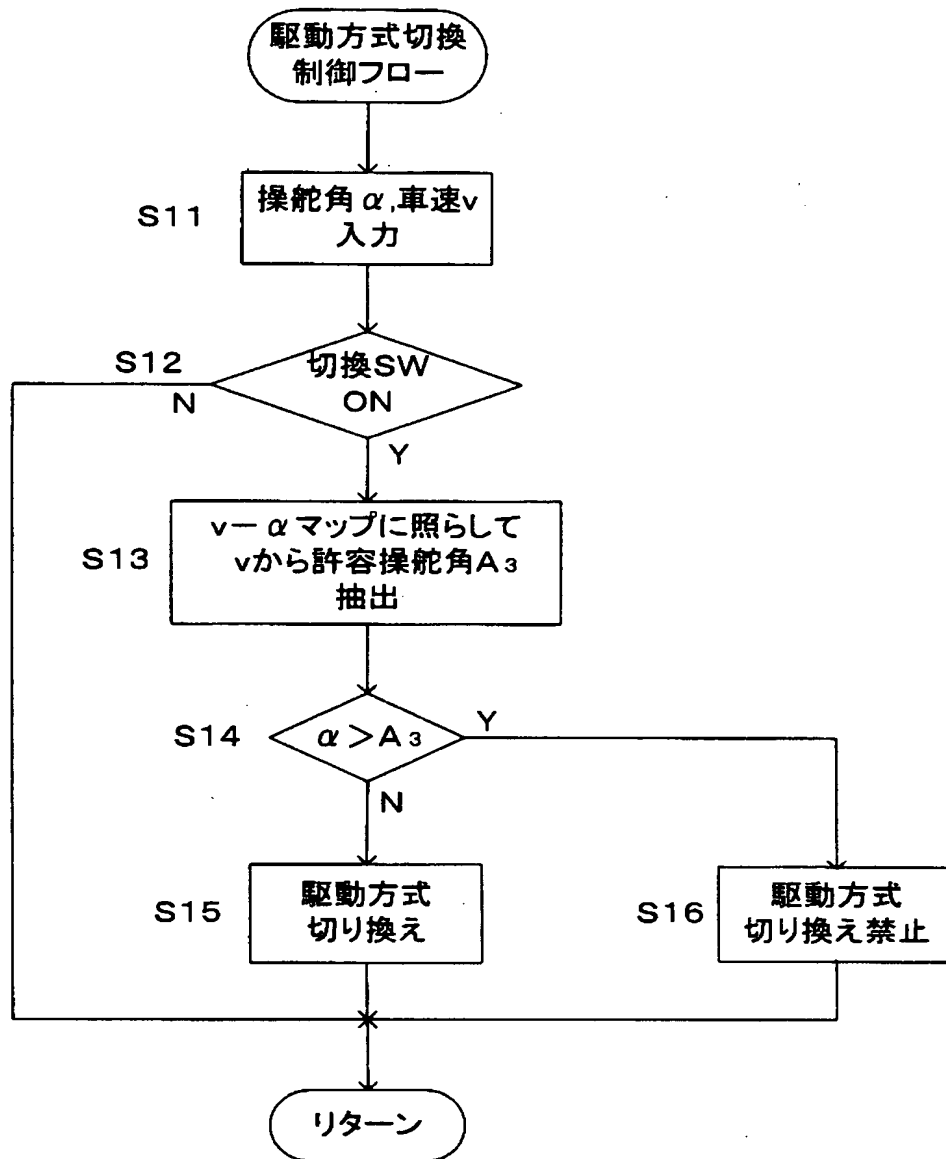 駆動方式切換
制御フロー
S11
操舵角α,車速v
入力
S12
切換SW
ON
N
Y
S13
v-αマップに照らして
vから許容操舵角A₃
抽出
S14
α>A₃
Y
N
S15
駆動方式
切り換え
S16
駆動方式
切り換え禁止
リターン